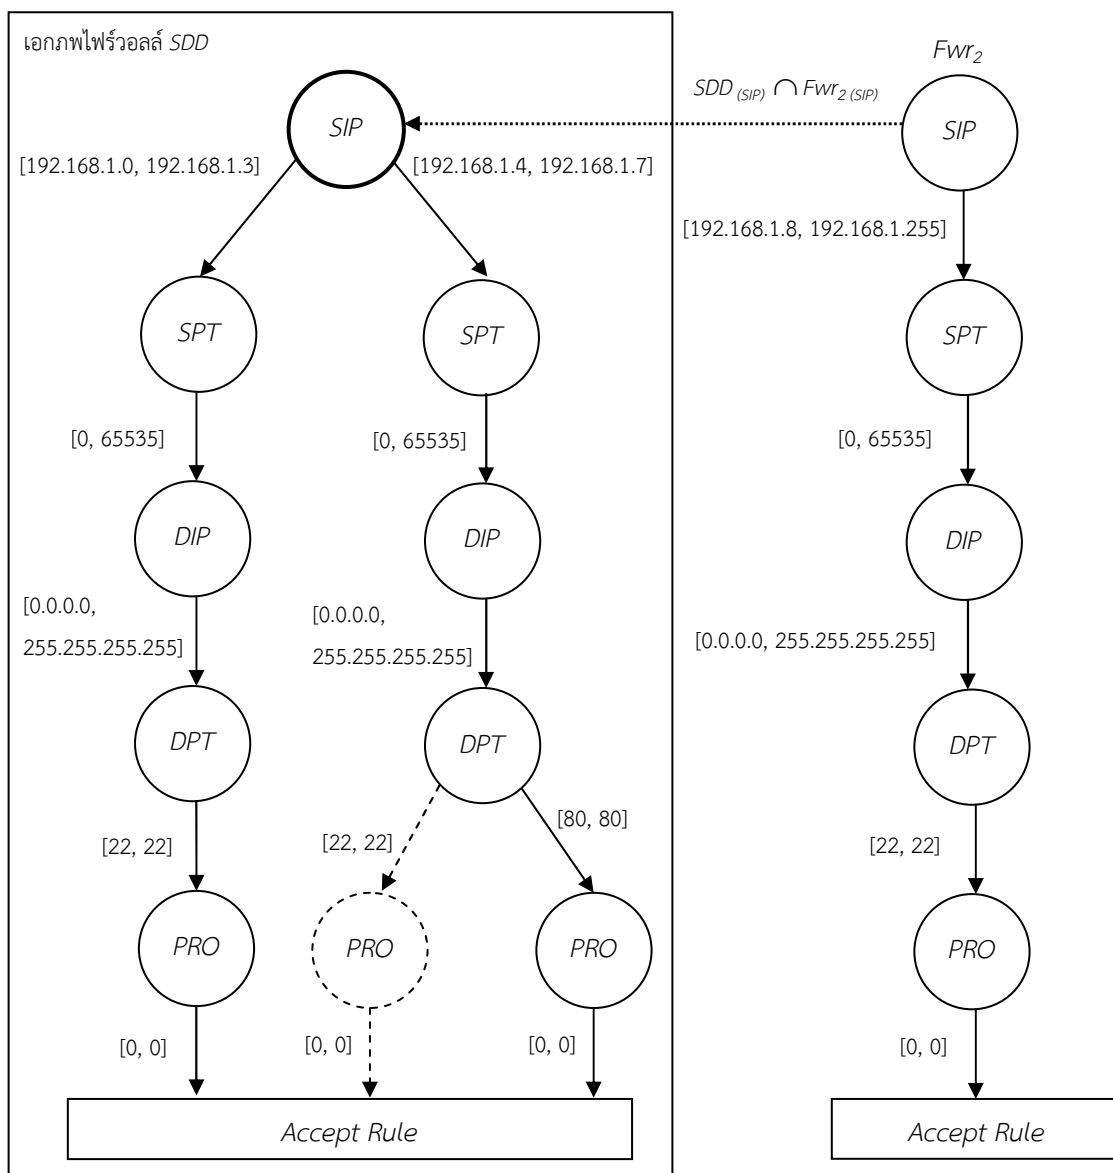 เอกภพไฟร์วอลล์ SDD
Fwr2
SDD (SIP) ∩ Fwr2 (SIP)
SIP
SIP
[192.168.1.0, 192.168.1.3]
[192.168.1.4, 192.168.1.7]
[192.168.1.8, 192.168.1.255]
SPT
SPT
SPT
[0, 65535]
[0, 65535]
[0, 65535]
DIP
DIP
DIP
[0.0.0.0,
255.255.255.255]
[0.0.0.0,
255.255.255.255]
[0.0.0.0, 255.255.255.255]
DPT
DPT
DPT
[22, 22]
[22, 22]
[80, 80]
[22, 22]
PRO
PRO
PRO
PRO
[0, 0]
[0, 0]
[0, 0]
[0, 0]
Accept Rule
Accept Rule